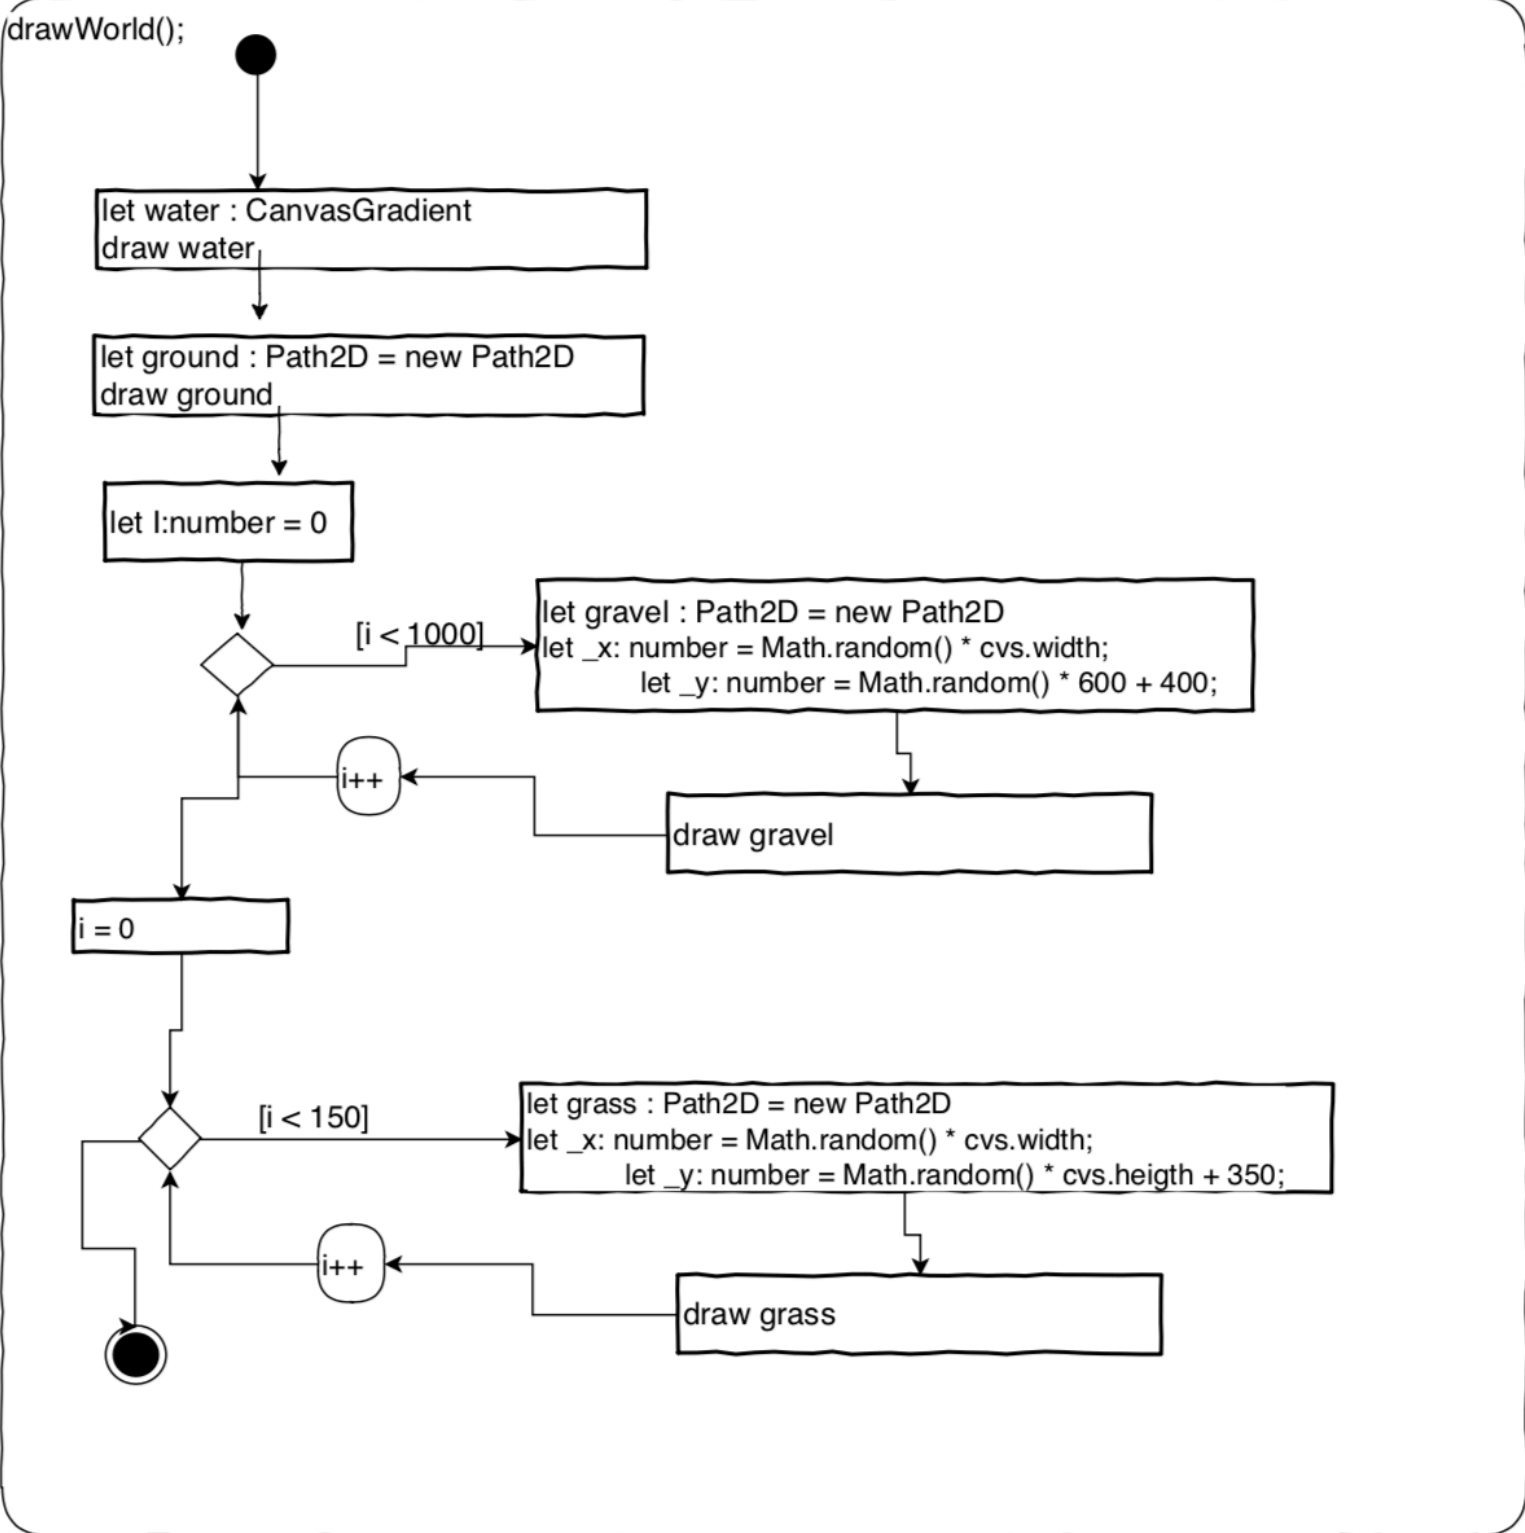 drawWorld();
let water : CanvasGradient
draw water
let ground : Path2D = new Path2D
draw ground
let I:number = 0
[i < 1000]
let gravel : Path2D = new Path2D
let _x: number = Math.random() * cvs.width;
let _y: number = Math.random() * 600 + 400;
i++
draw gravel
i = 0
[i < 150]
let grass : Path2D = new Path2D
let _x: number = Math.random() * cvs.width;
let _y: number = Math.random() * cvs.heigth + 350;
i++
draw grass